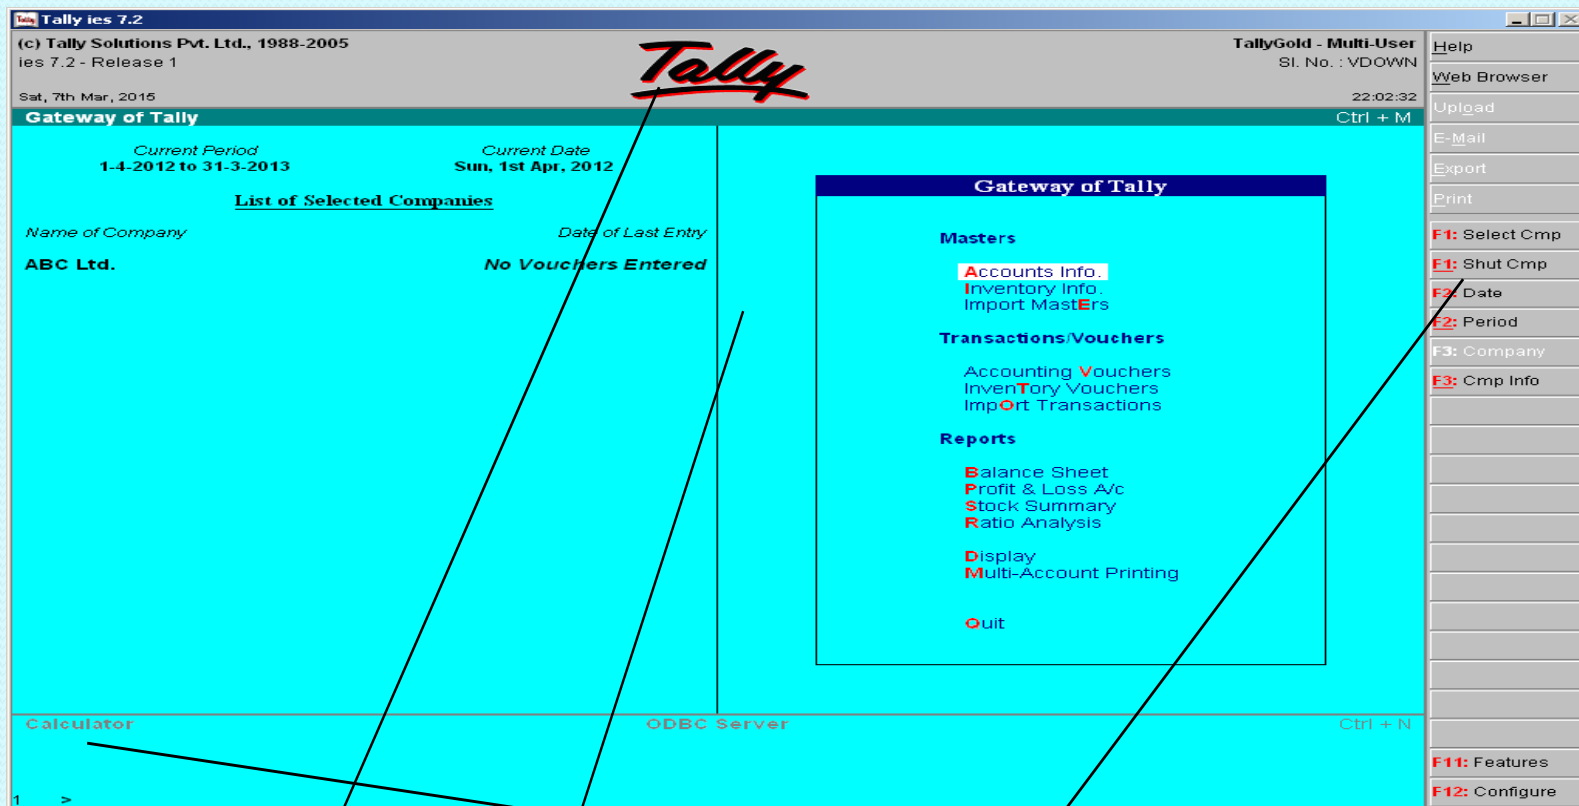 Tally ies 7.2
(c) Tally Solutions Pvt. Ltd., 1988-2005
ies 7.2 - Release 1
Sat, 7th Mar, 2015
Tally
TallyGold - Multi-User
Sl. No. : VDOWN
22:02:32
Gateway of Tally
Ctrl + M
Current Period
1-4-2012 to 31-3-2013
Current Date
Sun, 1st Apr, 2012
List of Selected Companies
Name of Company
Date of Last Entry
ABC Ltd.
No Vouchers Entered
Gateway of Tally
Masters
Accounts Info.
Inventory Info.
Import MastErs
Transactions/Vouchers
Accounting Vouchers
InvenTory Vouchers
ImpOrt Transactions
Reports
Balance Sheet
Profit & Loss A/c
Stock Summary
Ratio Analysis
Display
Multi-Account Printing
Quit
Calculator
ODBC Server
Ctrl + N
1 >
Help
Web Browser
Upload
E-Mail
Export
Print
F1: Select Cmp
F1: Shut Cmp
F2: Date
F2: Period
F3: Company
F3: Cmp Info
F11: Features
F12: Configure